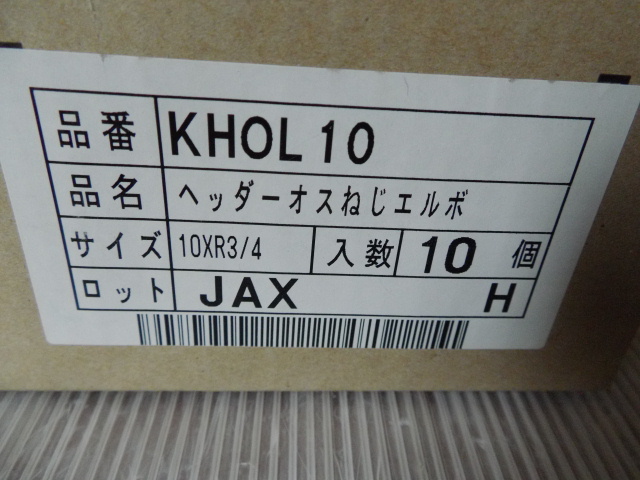 品番 KHOL10
品名 ヘッダーオスねじエルボ
サイズ 10XR3/4 入数 10 個
ロット JAX H